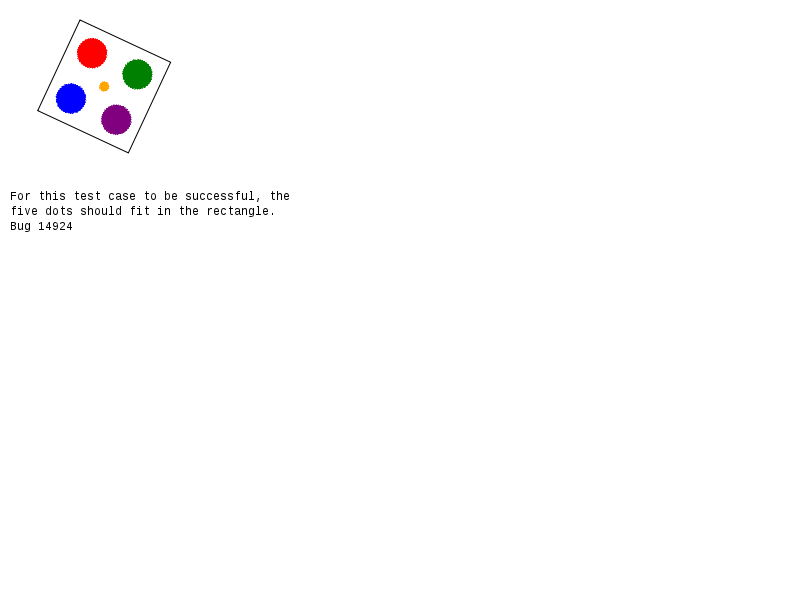 For this test case to be successful, the
five dots should fit in the rectangle.
Bug 14924